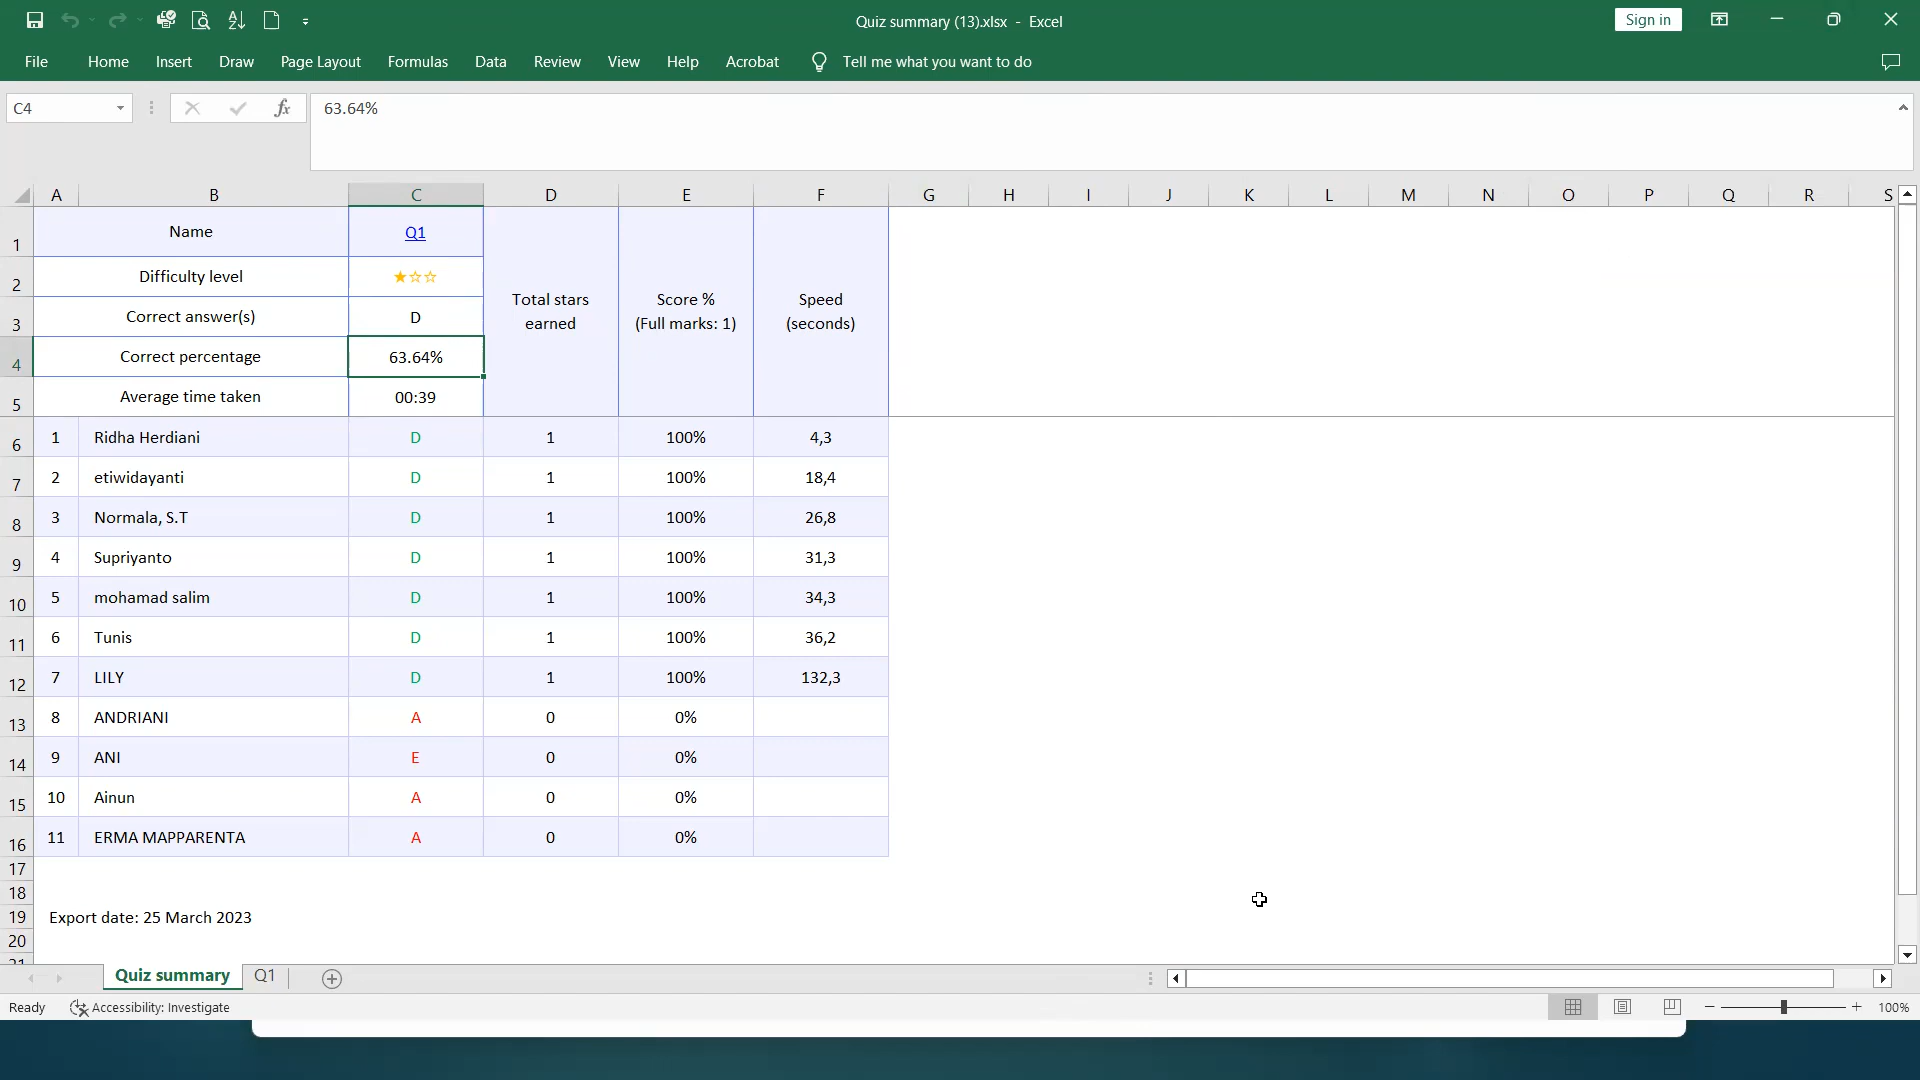 Quiz summary (13).xlsx - Excel
Sign in
File Home Insert Draw Page Layout Formulas Data Review View Help Acrobat Tell me what you want to do
C4 fx 63.64%
A B C D E F G H I J K L M N O P Q R S
1 Name Q1
2 Difficulty level ★☆☆
Total stars earned
Score % (Full marks: 1)
Speed (seconds)
3 Correct answer(s) D
4 Correct percentage 63.64%
5 Average time taken 00:39
6 1 Ridha Herdiani D 1 100% 4,3
7 2 etiwidayanti D 1 100% 18,4
8 3 Normala, S.T D 1 100% 26,8
9 4 Supriyanto D 1 100% 31,3
10 5 mohamad salim D 1 100% 34,3
11 6 Tunis D 1 100% 36,2
12 7 LILY D 1 100% 132,3
13 8 ANDRIANI A 0 0%
14 9 ANI E 0 0%
15 10 Ainun A 0 0%
16 11 ERMA MAPPARENTA A 0 0%
17
18
19 Export date: 25 March 2023
20
21
Quiz summary Q1
Ready Accessibility: Investigate 100%